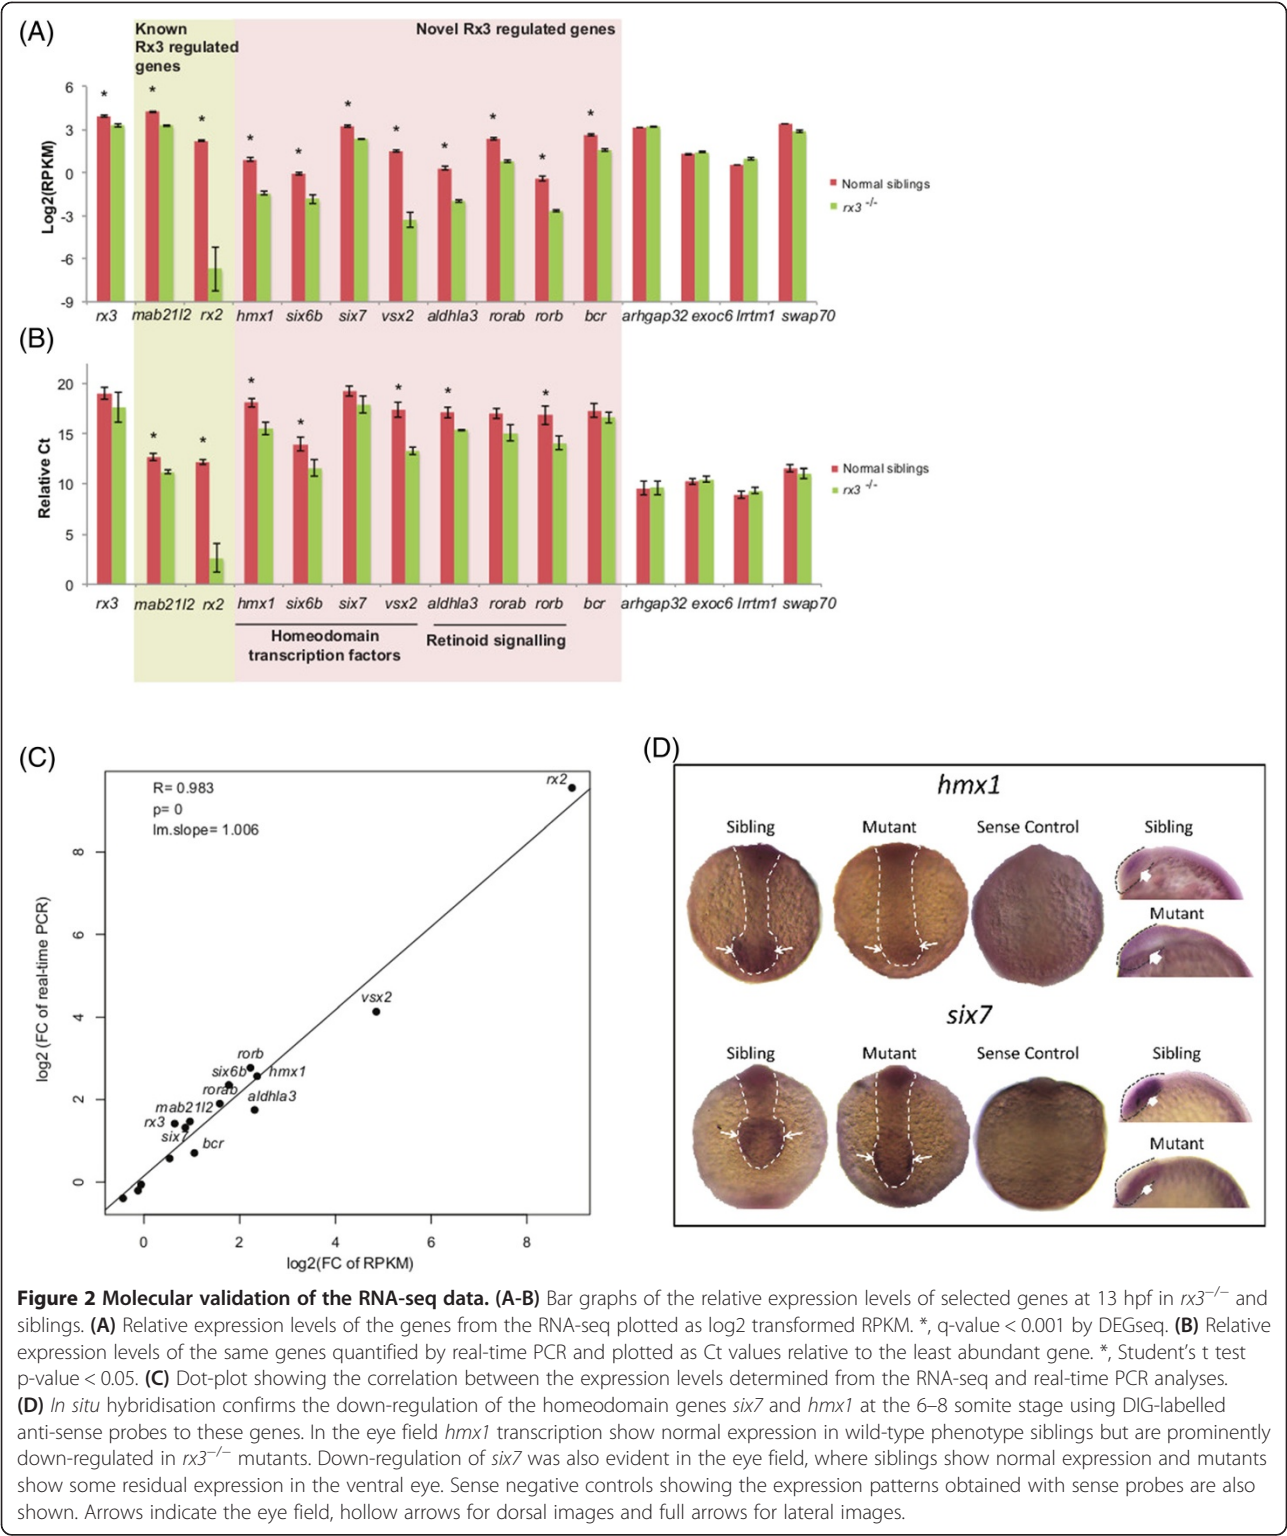 (A)
Known
Rx3 regulated
genes
Novel Rx3 regulated genes
6
3
0
-3
-6
-9
Log2(RPKM)
* * * * * * * * * * *
Normal siblings
rx3 -/-
rx3 mab21l2 rx2 hmx1 six6b six7 vsx2 aldhla3 rorab rorb bcr arhgap32 exoc6 lrrtm1 swap70
(B)
20
15
10
5
0
Relative Ct
* * * * * * *
Normal siblings
rx3 -/-
rx3 mab21l2 rx2 hmx1 six6b six7 vsx2 aldhla3 rorab rorb bcr arhgap32 exoc6 lrrtm1 swap70
Homeodomain
transcription factors
Retinoid signalling
(C)
R= 0.983
p= 0
lm.slope= 1.006
rx2
vsx2
rorb
six6b
hmx1
rorab
aldhla3
mab21l2
rx3
six7
bcr
8
6
4
2
0
log2 (FC of real-time PCR)
0 2 4 6 8
log2(FC of RPKM)
(D)
hmx1
Sibling Mutant Sense Control Sibling
Mutant
six7
Sibling Mutant Sense Control Sibling
Mutant
Figure 2 Molecular validation of the RNA-seq data. (A-B) Bar graphs of the relative expression levels of selected genes at 13 hpf in rx3−/− and
siblings. (A) Relative expression levels of the genes from the RNA-seq plotted as log2 transformed RPKM. *, q-value < 0.001 by DEGseq. (B) Relative
expression levels of the same genes quantified by real-time PCR and plotted as Ct values relative to the least abundant gene. *, Student’s t test
p-value < 0.05. (C) Dot-plot showing the correlation between the expression levels determined from the RNA-seq and real-time PCR analyses.
(D) In situ hybridisation confirms the down-regulation of the homeodomain genes six7 and hmx1 at the 6–8 somite stage using DIG-labelled
anti-sense probes to these genes. In the eye field hmx1 transcription show normal expression in wild-type phenotype siblings but are prominently
down-regulated in rx3−/− mutants. Down-regulation of six7 was also evident in the eye field, where siblings show normal expression and mutants
show some residual expression in the ventral eye. Sense negative controls showing the expression patterns obtained with sense probes are also
shown. Arrows indicate the eye field, hollow arrows for dorsal images and full arrows for lateral images.